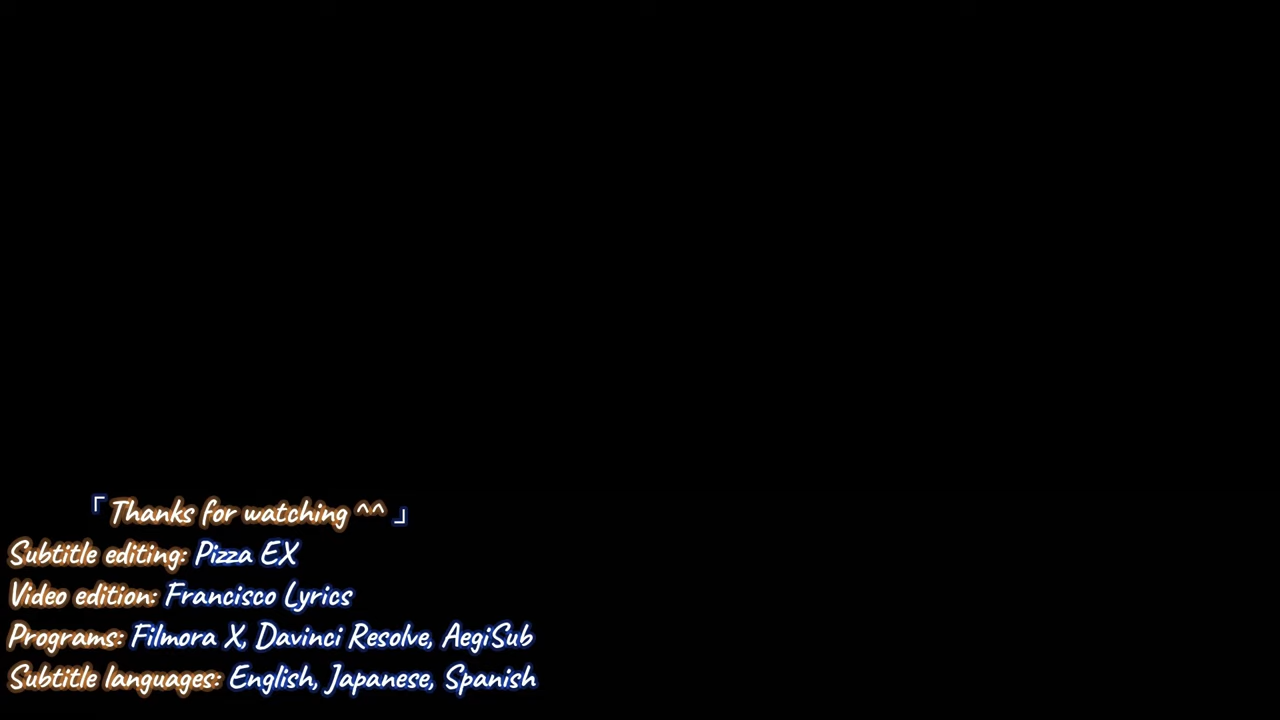 「 Thanks for watching ^^ 」
Subtitle editing: Pizza EX
Video edition: Francisco Lyrics
Programs: Filmora X, Davinci Resolve, AegiSub
Subtitle languages: English, Japanese, Spanish